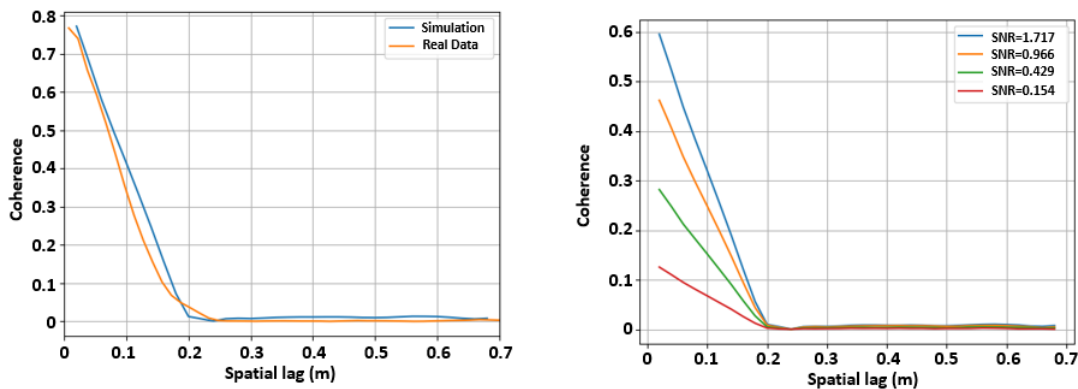 0.8
0.7
0.6
0.5
0.4
0.3
0.2
0.1
0
Coherence
0 0.1 0.2 0.3 0.4 0.5 0.6 0.7
Spatial lag (m)
Simulation
Real Data
0.6
0.5
0.4
0.3
0.2
0.1
0
Coherence
0 0.1 0.2 0.3 0.4 0.5 0.6 0.7
Spatial lag (m)
SNR=1.717
SNR=0.966
SNR=0.429
SNR=0.154